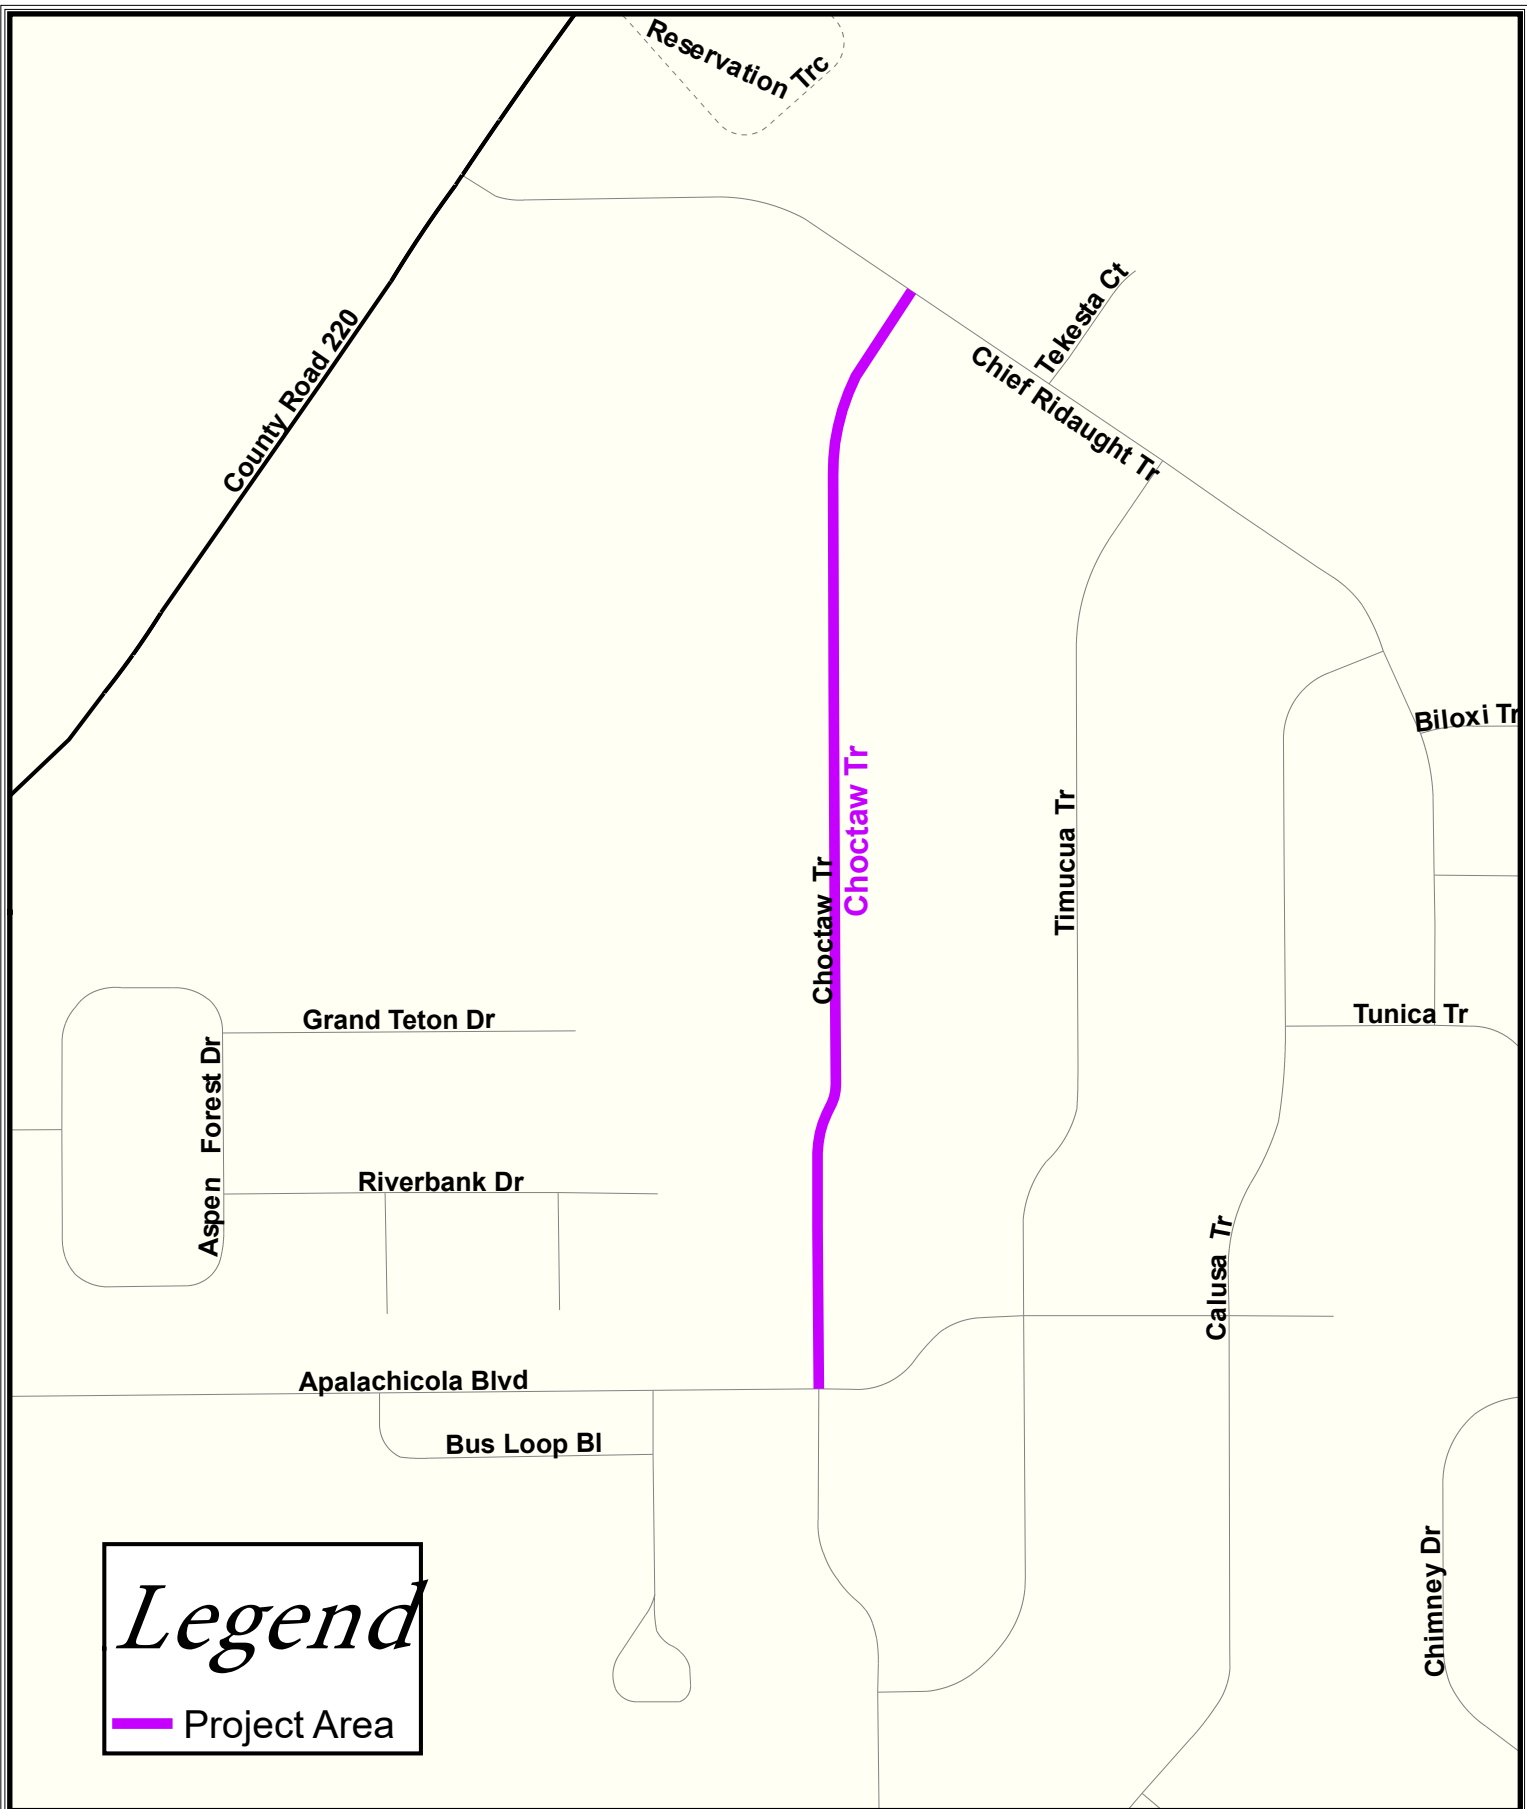 Reservation Trc
County Road 220
Tekesta Ct
Chief Ridaught Tr
Biloxi Tr
Choctaw Tr
Choctaw Tr
Timucua Tr
Grand Teton Dr
Tunica Tr
Aspen Forest Dr
Riverbank Dr
Calusa Tr
Apalachicola Blvd
Bus Loop Bl
Chimney Dr
Legend
Project Area